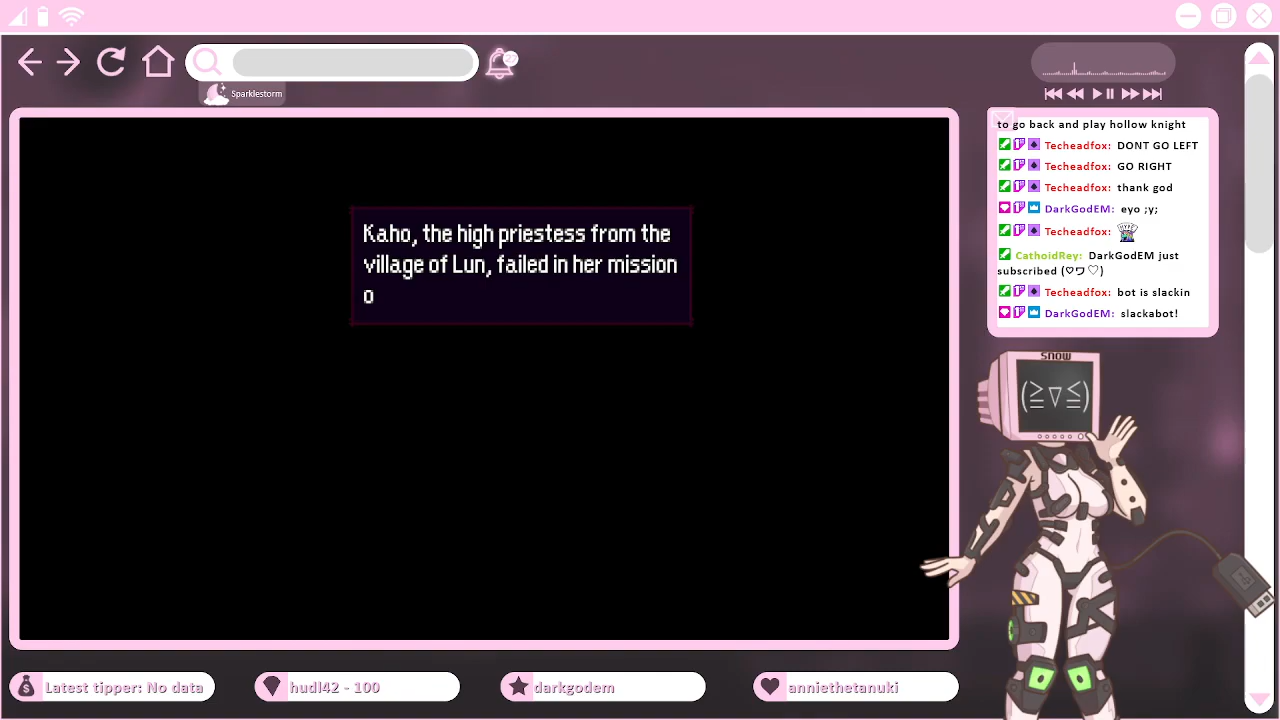 27
Sparklestorm
to go back and play hollow knight
Techeadfox: DONT GO LEFT
Techeadfox: GO RIGHT
Techeadfox: thank god
DarkGodEM: eyo ;y;
Techeadfox:
CathoidRey: DarkGodEM just
subscribed (♡ワ♡)
Techeadfox: bot is slackin
DarkGodEM: slackabot!
Kaho, the high priestess from the
village of Lun, failed in her mission
o
SNOW
(≧▽≦)
Latest tipper: No data
hudl42 - 100
darkgodem
anniethetanuki